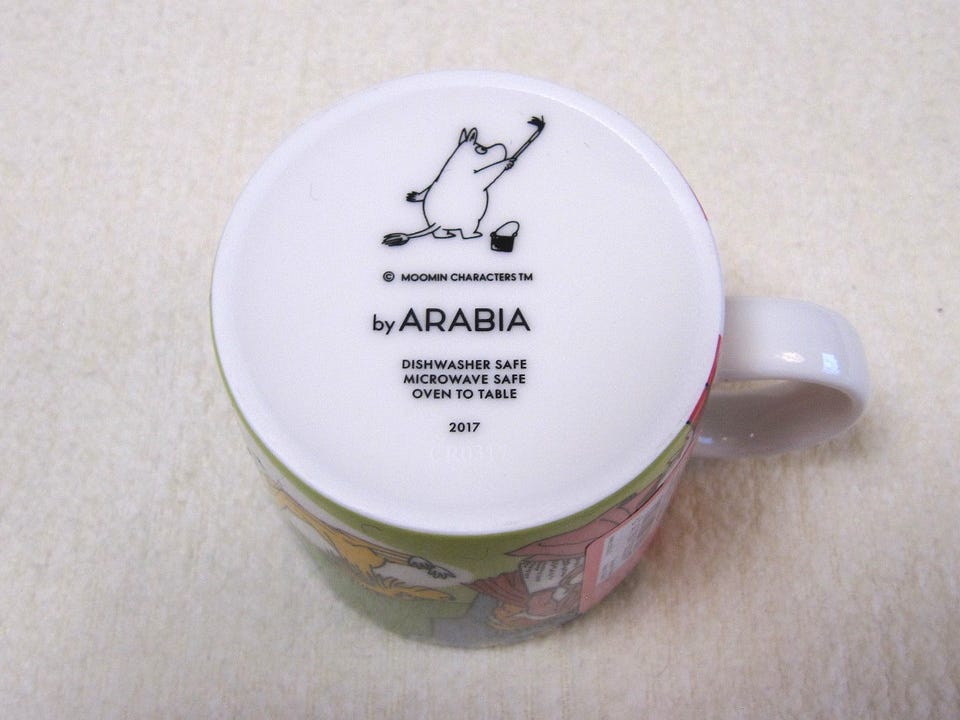 © MOOMIN CHARACTERS TM
by ARABIA
DISHWASHER SAFE
MICROWAVE SAFE
OVEN TO TABLE
2017